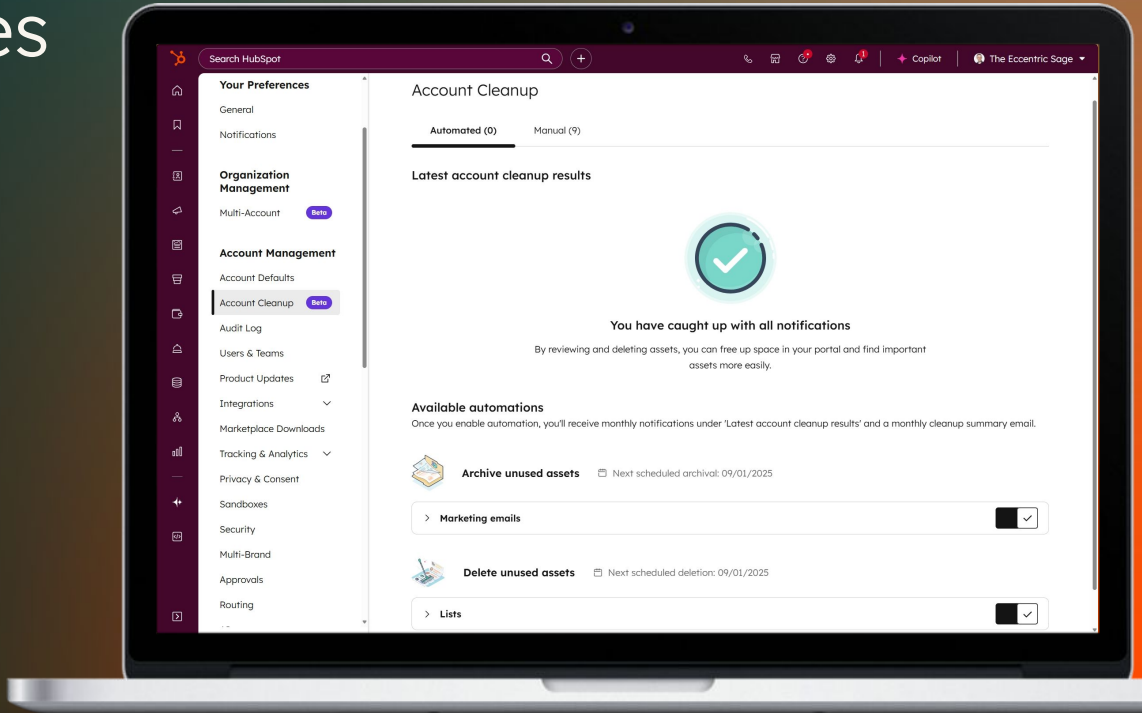 es
Search HubSpot
Copilot
The Eccentric Sage
Your Preferences
General
Notifications
Organization
Management
Multi-Account Beta
Account Management
Account Defaults
Account Cleanup Beta
Audit Log
Users & Teams
Product Updates
Integrations
Marketplace Downloads
Tracking & Analytics
Privacy & Consent
Sandboxes
Security
Multi-Brand
Approvals
Routing
Account Cleanup
Automated (0) Manual (9)
Latest account cleanup results
You have caught up with all notifications
By reviewing and deleting assets, you can free up space in your portal and find important
assets more easily.
Available automations
Once you enable automation, you'll receive monthly notifications under 'Latest account cleanup results' and a monthly cleanup summary email.
Archive unused assets Next scheduled archival: 09/01/2025
Marketing emails
Delete unused assets Next scheduled deletion: 09/01/2025
Lists